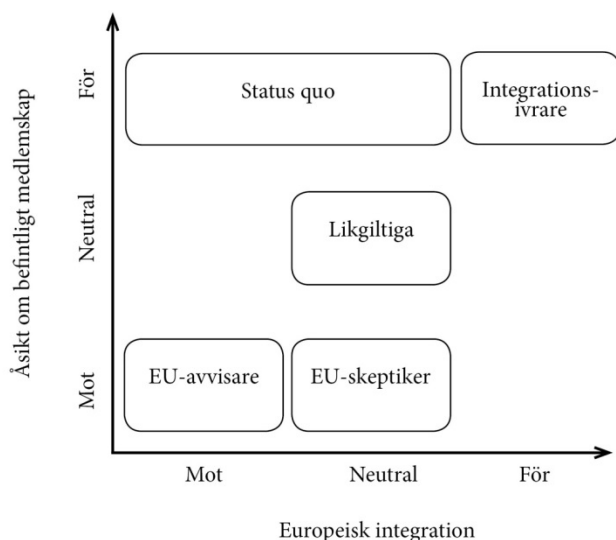 Åsikt om befintligt medlemskap
För
Status quo
Integrations-
ivrare
Neutral
Likgiltiga
Mot
EU-avvisare
EU-skeptiker
Mot
Neutral
För
Europeisk integration